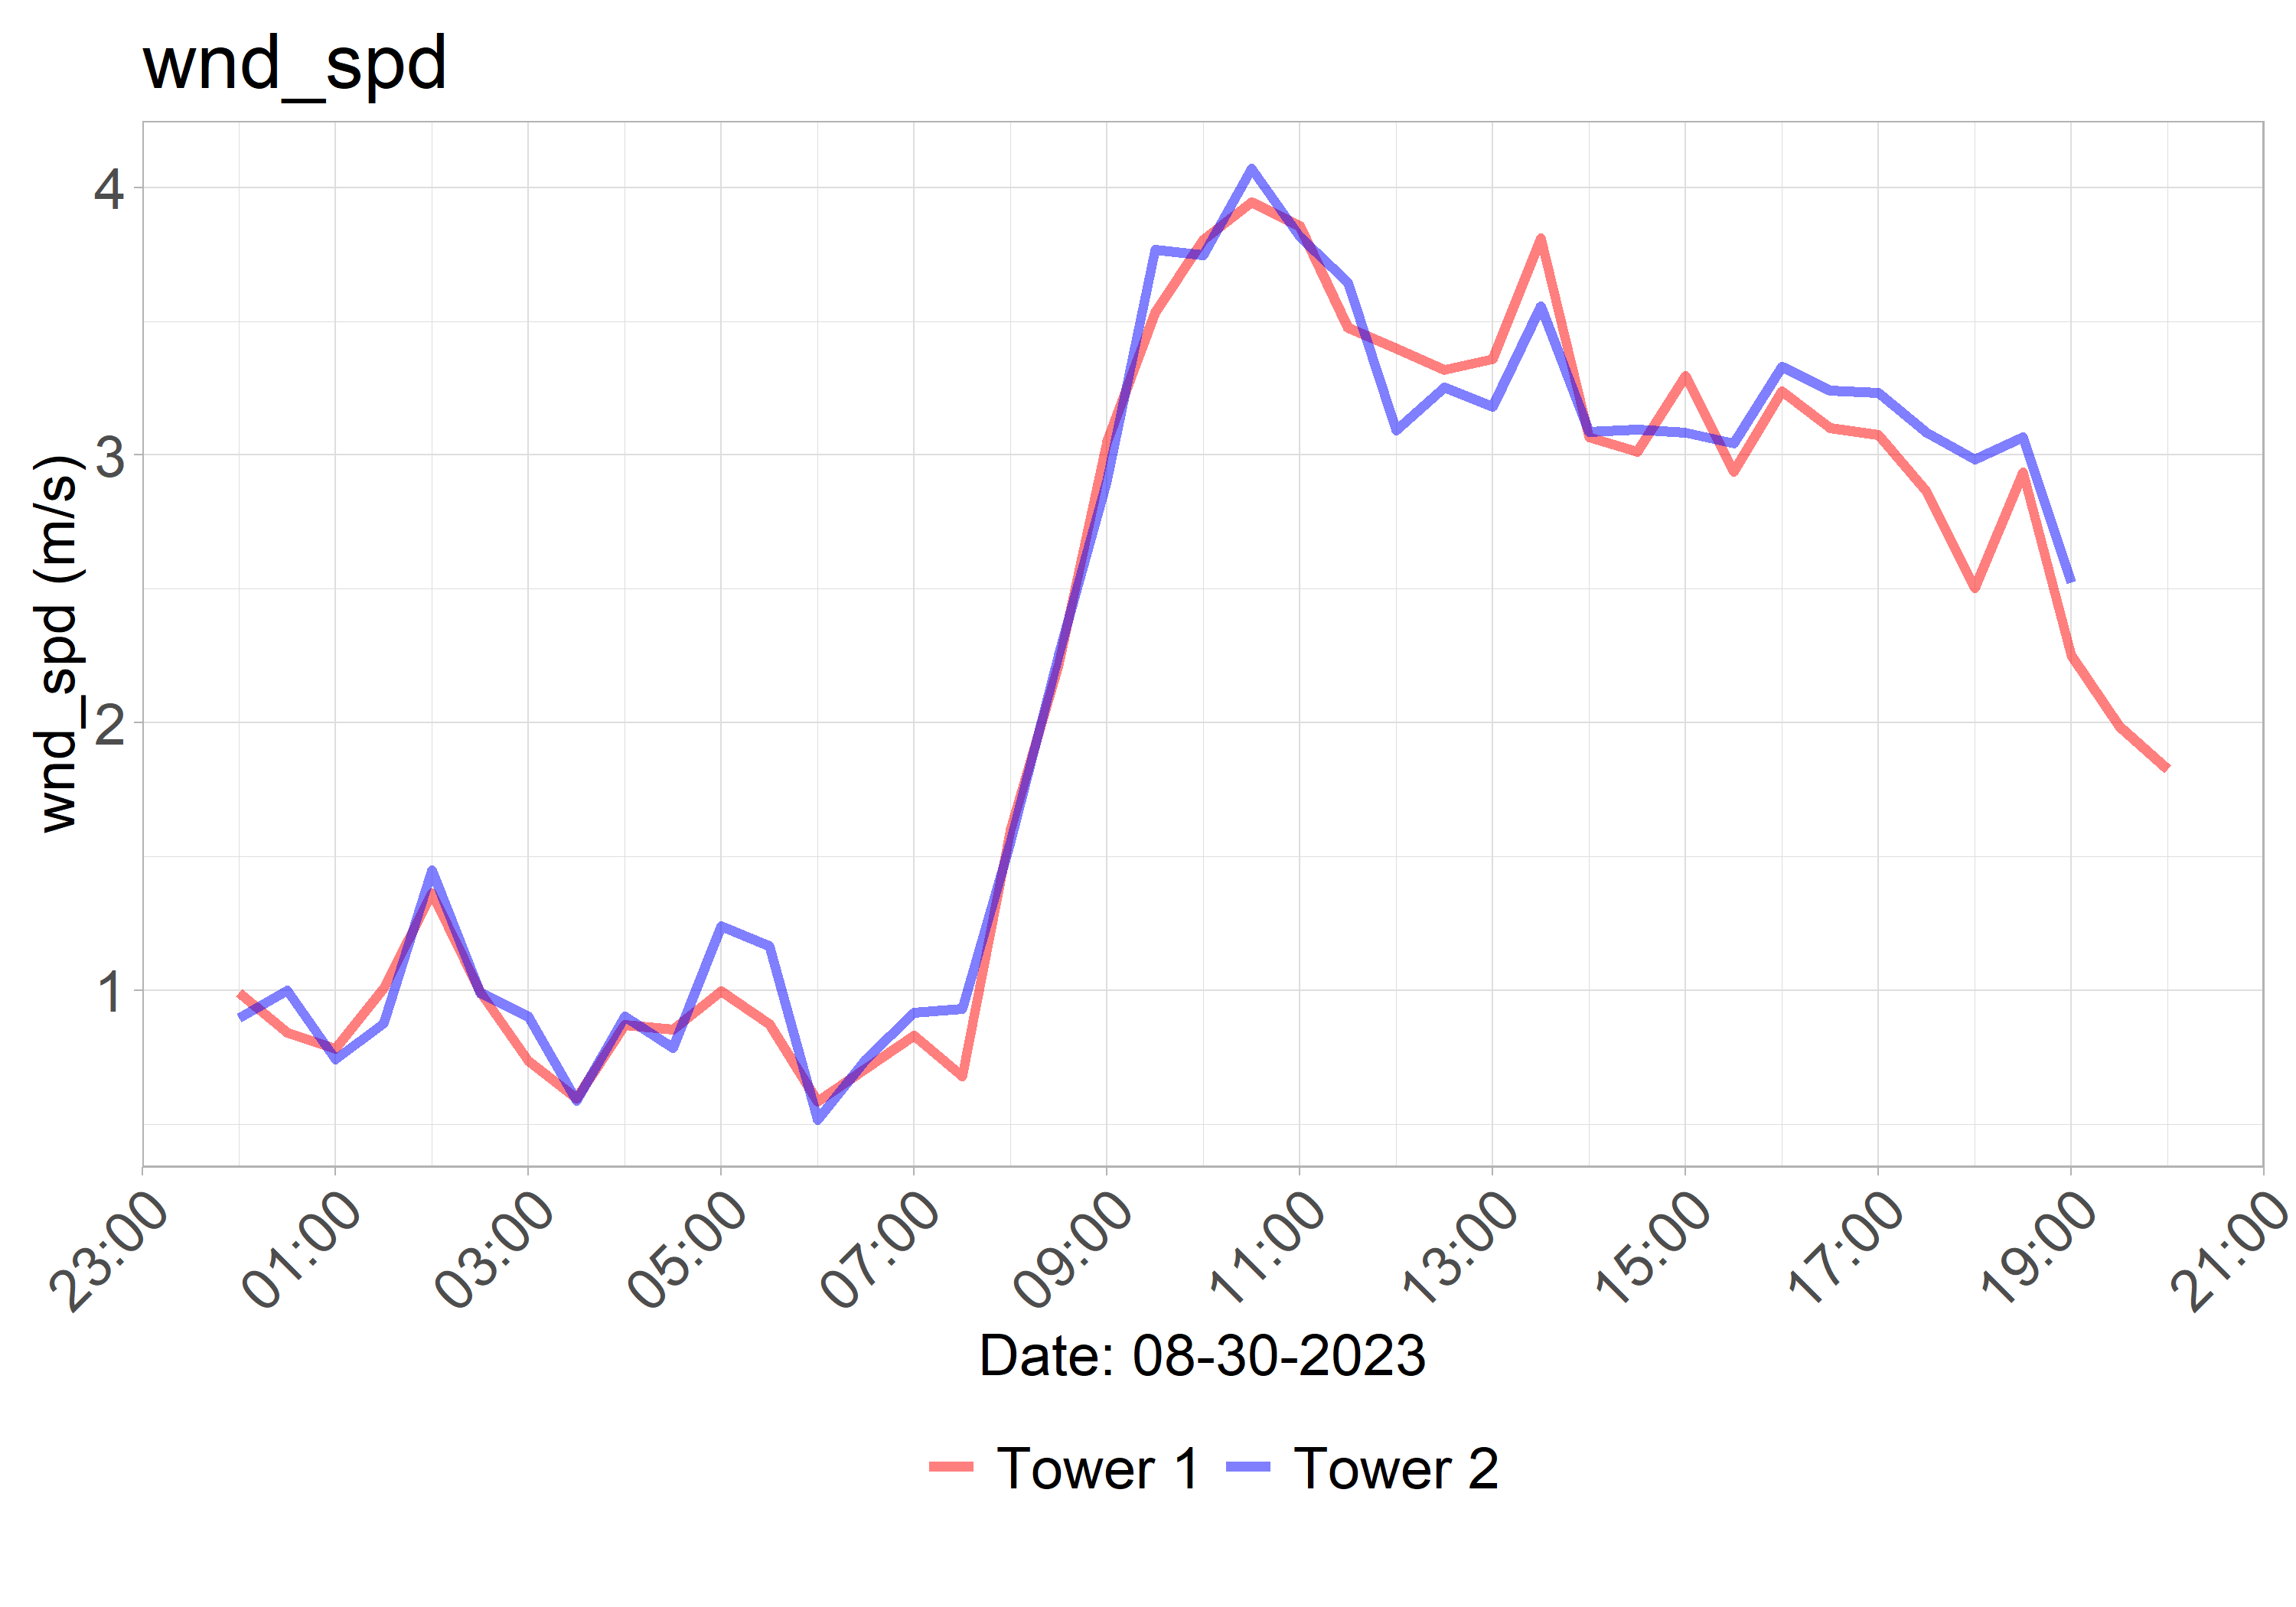 wnd_spd
wnd_spd (m/s)
4
3
2
1
23:00 01:00 03:00 05:00 07:00 09:00 11:00 13:00 15:00 17:00 19:00 21:00
Date: 08-30-2023
Tower 1 Tower 2